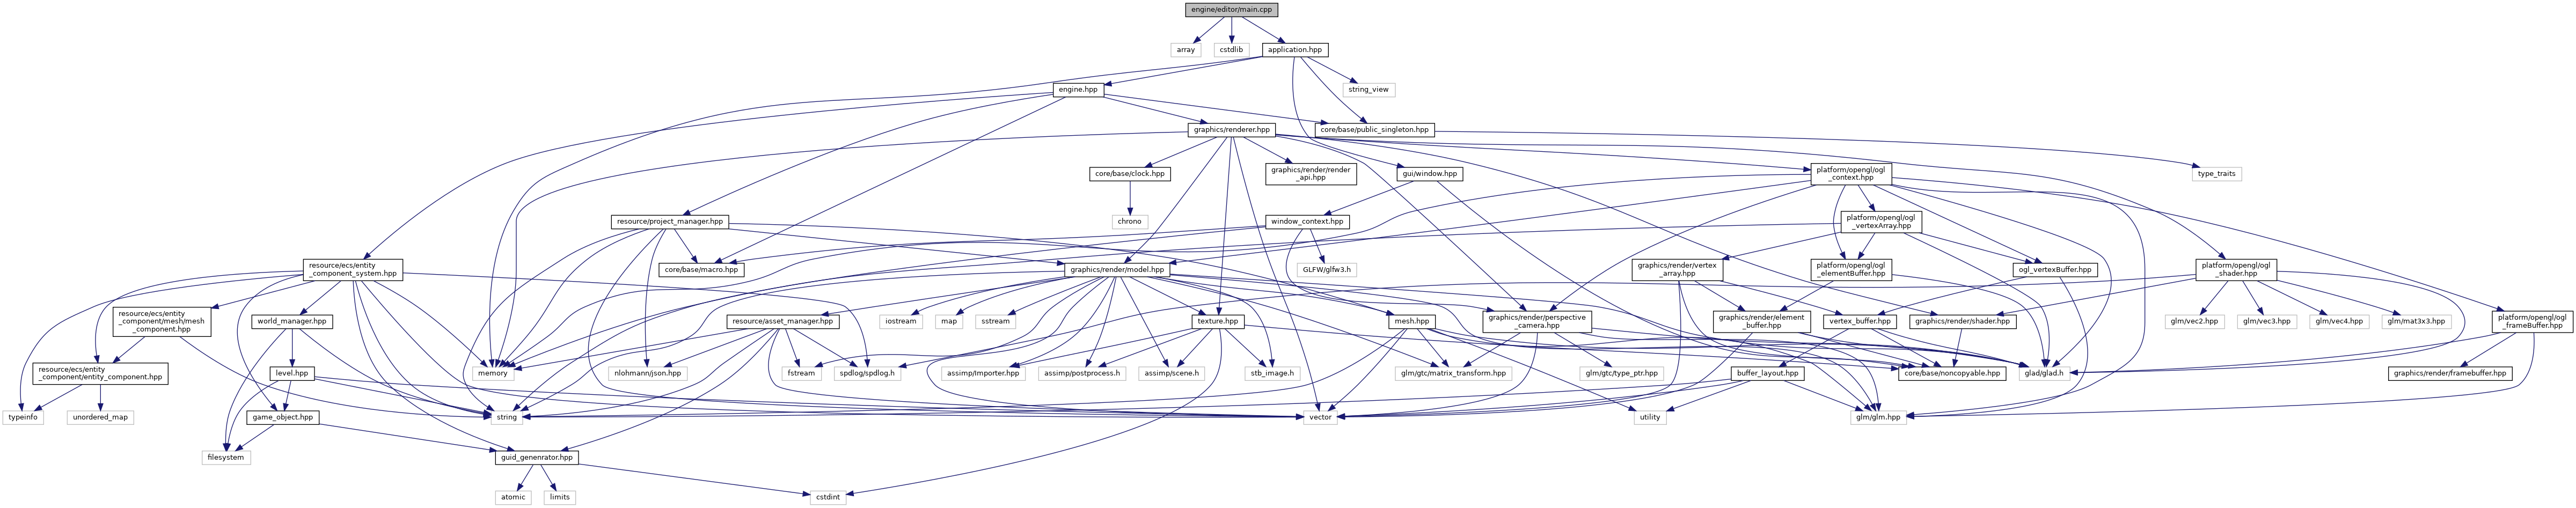 engine/editor/main.cpp
array
cstdlib
application.hpp
engine.hpp
string_view
graphics/renderer.hpp
core/base/public_singleton.hpp
core/base/clock.hpp
graphics/render/render
_api.hpp
gui/window.hpp
platform/opengl/ogl
_context.hpp
type_traits
resource/project_manager.hpp
chrono
window_context.hpp
platform/opengl/ogl
_vertexArray.hpp
resource/ecs/entity
_component_system.hpp
core/base/macro.hpp
graphics/render/model.hpp
GLFW/glfw3.h
graphics/render/vertex
_array.hpp
platform/opengl/ogl
_elementBuffer.hpp
ogl_vertexBuffer.hpp
platform/opengl/ogl
_shader.hpp
resource/ecs/entity
_component/mesh/mesh
_component.hpp
world_manager.hpp
resource/asset_manager.hpp
iostream
map
sstream
texture.hpp
mesh.hpp
graphics/render/perspective
_camera.hpp
graphics/render/element
_buffer.hpp
vertex_buffer.hpp
graphics/render/shader.hpp
glm/vec2.hpp
glm/vec3.hpp
glm/vec4.hpp
glm/mat3x3.hpp
platform/opengl/ogl
_frameBuffer.hpp
resource/ecs/entity
_component/entity_component.hpp
level.hpp
memory
nlohmann/json.hpp
fstream
spdlog/spdlog.h
assimp/Importer.hpp
assimp/postprocess.h
assimp/scene.h
stb_image.h
glm/gtc/matrix_transform.hpp
glm/gtc/type_ptr.hpp
buffer_layout.hpp
core/base/noncopyable.hpp
glad/glad.h
graphics/render/framebuffer.hpp
typeinfo
unordered_map
game_object.hpp
string
vector
utility
glm/glm.hpp
filesystem
guid_genenrator.hpp
atomic
limits
cstdint